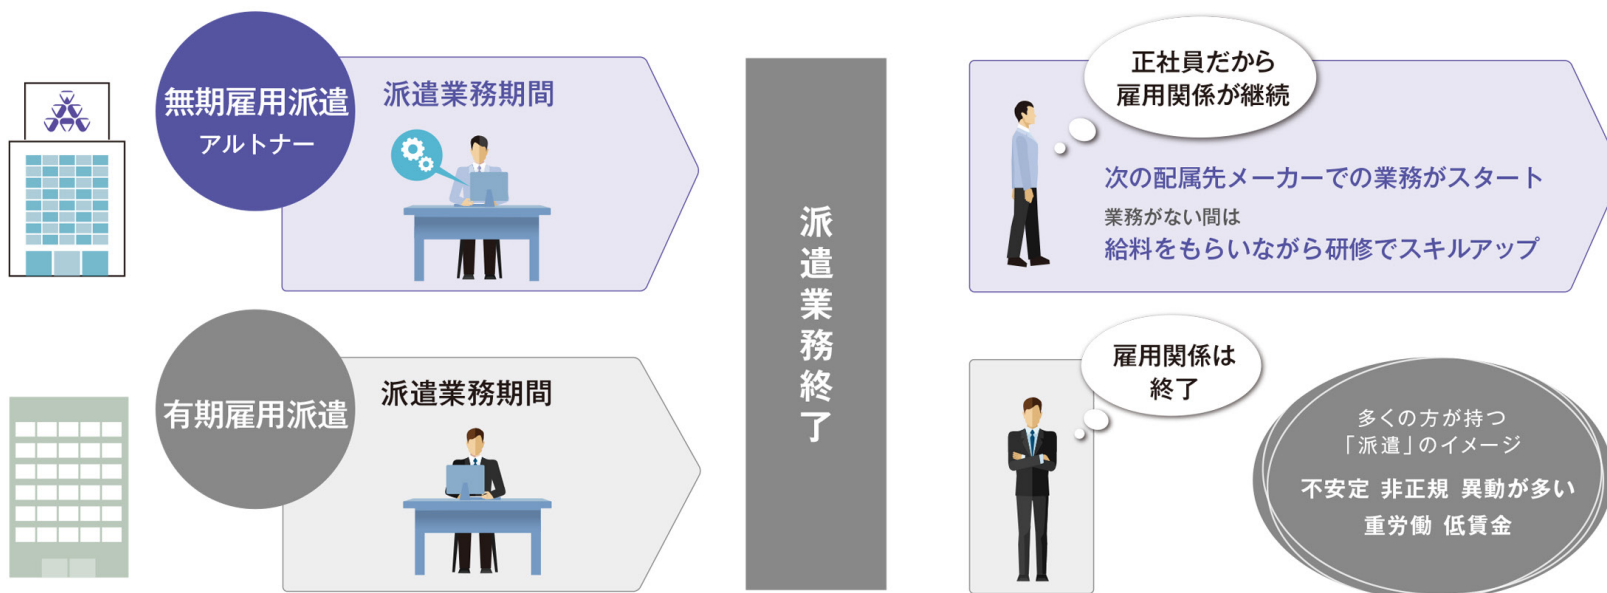 無期雇用派遣
アルトナー
派遣業務期間
派遣業務終了
正社員だから
雇用関係が継続
次の配属先メーカーでの業務がスタート
業務がない間は
給料をもらいながら研修でスキルアップ
有期雇用派遣
派遣業務期間
雇用関係は
終了
多くの方が持つ
「派遣」のイメージ
不安定 非正規 異動が多い
重労働 低賃金